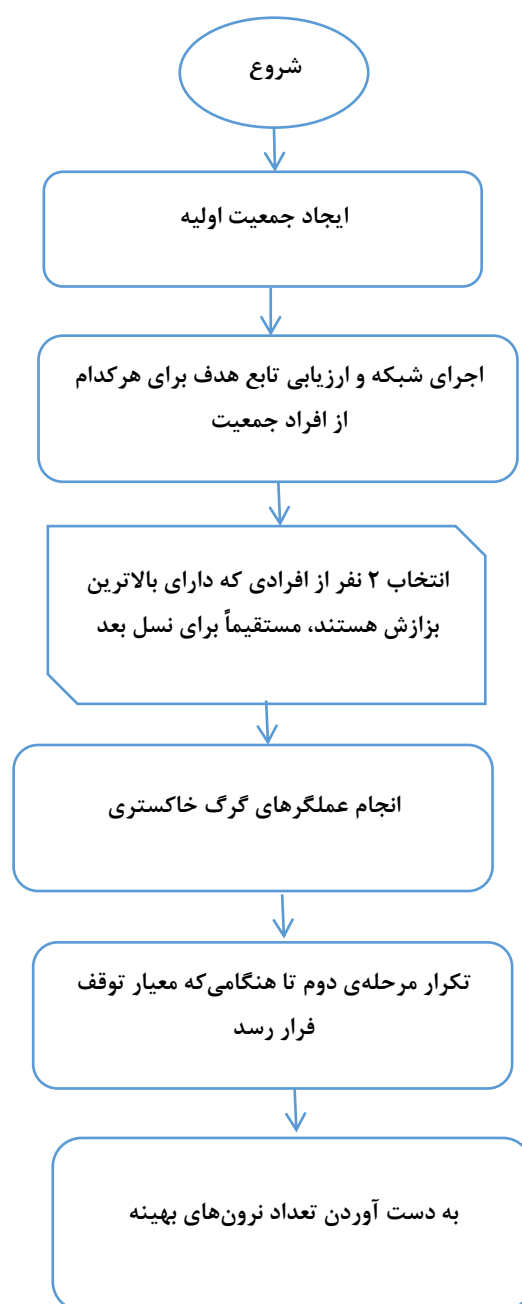 شروع
ایجاد جمعیت اولیه
اجرای شبکه و ارزیابی تابع هدف برای هرکدام
از افراد جمعیت
انتخاب ۲ نفر از افرادی که دارای بالاترین
بزازش هستند، مستقیماً برای نسل بعد
انجام عملگرهای گرگ خاکستری
تکرار مرحله‌ی دوم تا هنگامی‌که معیار توقف
فرار رسد
به دست آوردن تعداد نرون‌های بهینه